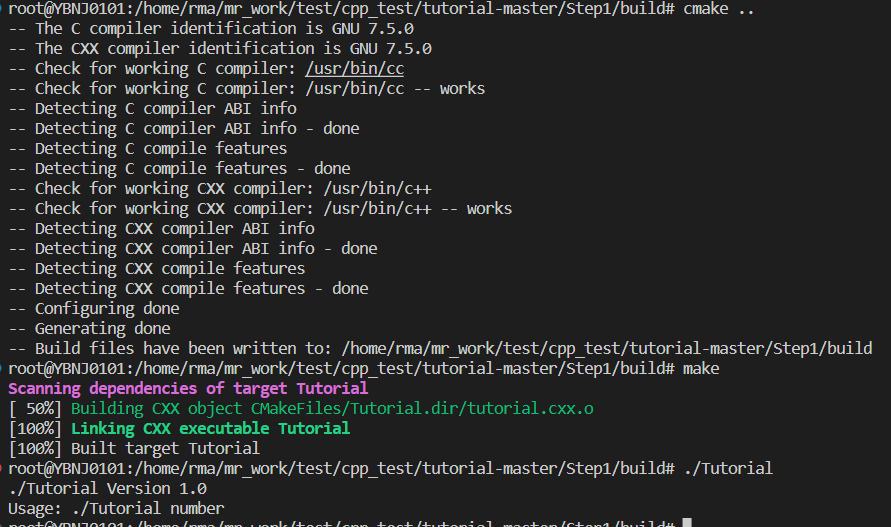 root@YBNJ0101:/home/rma/mr_work/test/cpp_test/tutorial-master/Step1/build# cmake ..
-- The C compiler identification is GNU 7.5.0
-- The CXX compiler identification is GNU 7.5.0
-- Check for working C compiler: /usr/bin/cc
-- Check for working C compiler: /usr/bin/cc -- works
-- Detecting C compiler ABI info
-- Detecting C compiler ABI info - done
-- Detecting C compile features
-- Detecting C compile features - done
-- Check for working CXX compiler: /usr/bin/c++
-- Check for working CXX compiler: /usr/bin/c++ -- works
-- Detecting CXX compiler ABI info
-- Detecting CXX compiler ABI info - done
-- Detecting CXX compile features
-- Detecting CXX compile features - done
-- Configuring done
-- Generating done
-- Build files have been written to: /home/rma/mr_work/test/cpp_test/tutorial-master/Step1/build
root@YBNJ0101:/home/rma/mr_work/test/cpp_test/tutorial-master/Step1/build# make
Scanning dependencies of target Tutorial
[ 50%] Building CXX object CMakeFiles/Tutorial.dir/tutorial.cxx.o
[100%] Linking CXX executable Tutorial
[100%] Built target Tutorial
root@YBNJ0101:/home/rma/mr_work/test/cpp_test/tutorial-master/Step1/build# ./Tutorial
./Tutorial Version 1.0
Usage: ./Tutorial number
root@YBNJ0101:/home/rma/mr_work/test/cpp_test/tutorial-master/Step1/build#